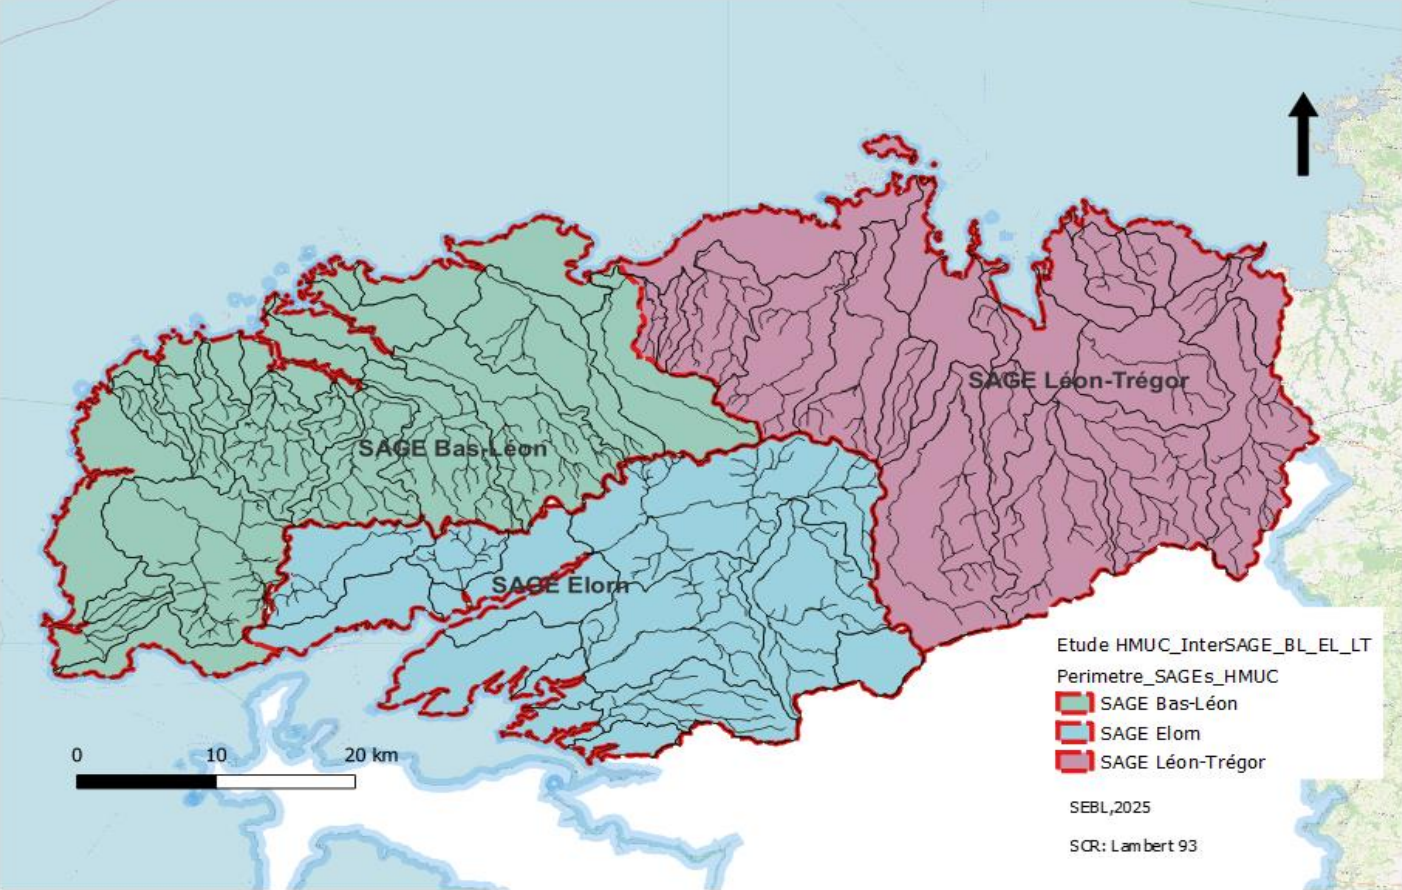 SAGE Léon-Trégor
SAGE Bas-Léon
SAGE Elorn
Etude HMUC_InterSAGE_BL_EL_LT
Perimetre_SAGEs_HMUC
SAGE Bas-Léon
SAGE Elorn
SAGE Léon-Trégor
0 10 20 km
SEBL,2025
SCR: Lambert 93